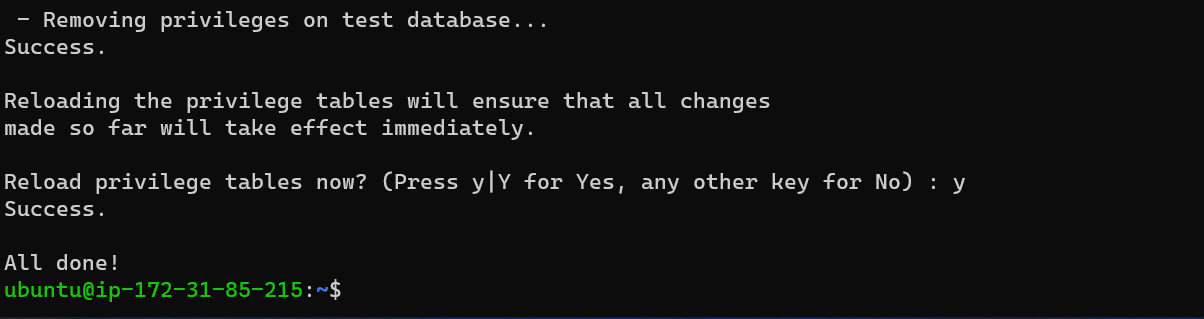 - Removing privileges on test database...
Success.

Reloading the privilege tables will ensure that all changes
made so far will take effect immediately.

Reload privilege tables now? (Press y|Y for Yes, any other key for No) : y
Success.

All done!
ubuntu@ip-172-31-85-215:~$